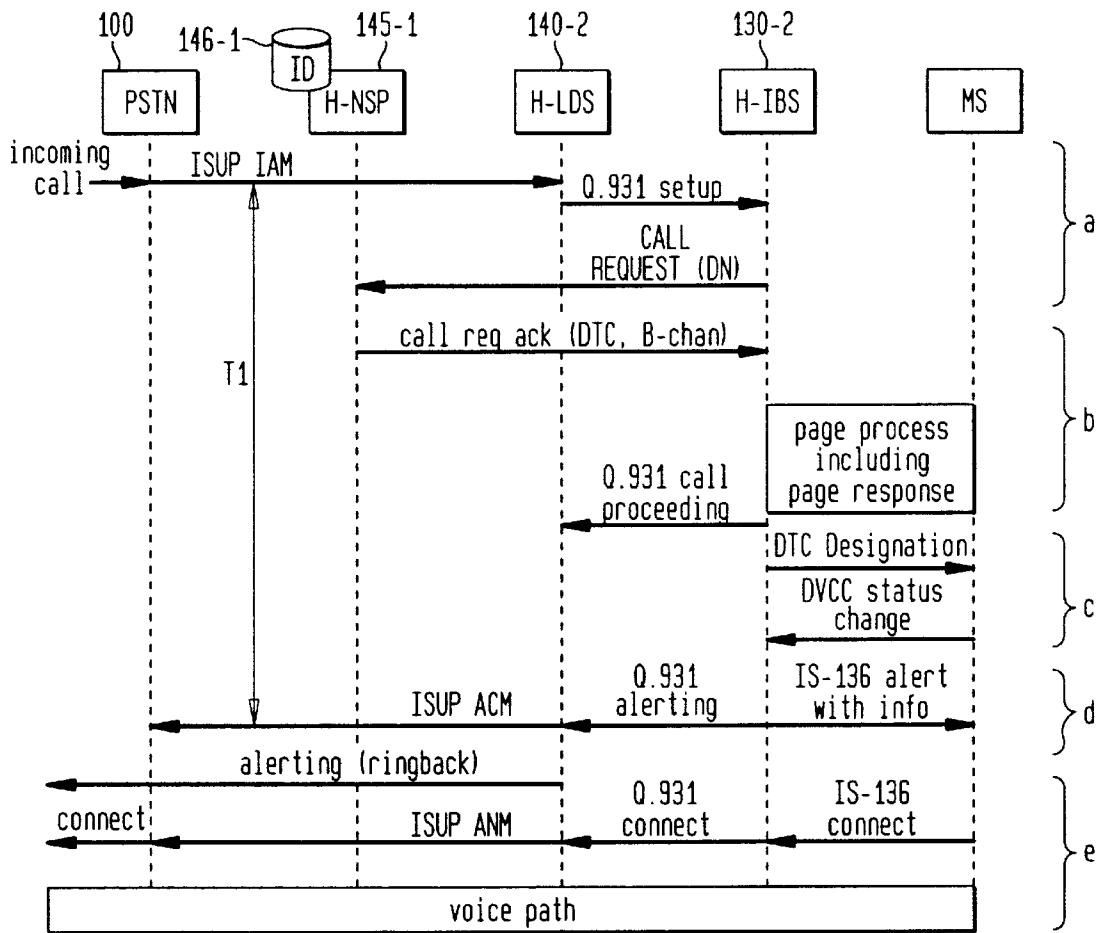 100
146-1
145-1
140-2
130-2
ID
PSTN
H-NSP
H-LDS
H-IBS
MS
incoming
call
ISUP IAM
Q.931 setup
a
CALL
REQUEST (DN)
call req ack (DTC, B-chan)
T1
b
page process
including
page response
Q.931 call
proceeding
DTC Designation
DVCC status
change
c
Q.931
alerting
IS-136 alert
with info
ISUP ACM
d
alerting (ringback)
connect
ISUP ANM
Q.931
connect
IS-136
connect
e
voice path